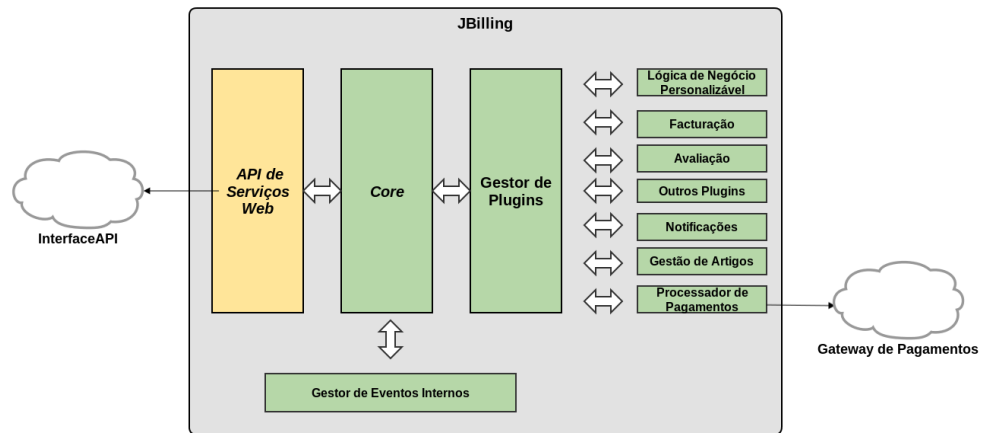 JBilling
API de
Serviços
Web
Core
Gestor de
Plugins
Lógica de Negócio
Personalizável
Facturação
Avaliação
Outros Plugins
Notificações
Gestão de Artigos
Processador de
Pagamentos
InterfaceAPI
Gateway de Pagamentos
Gestor de Eventos Internos